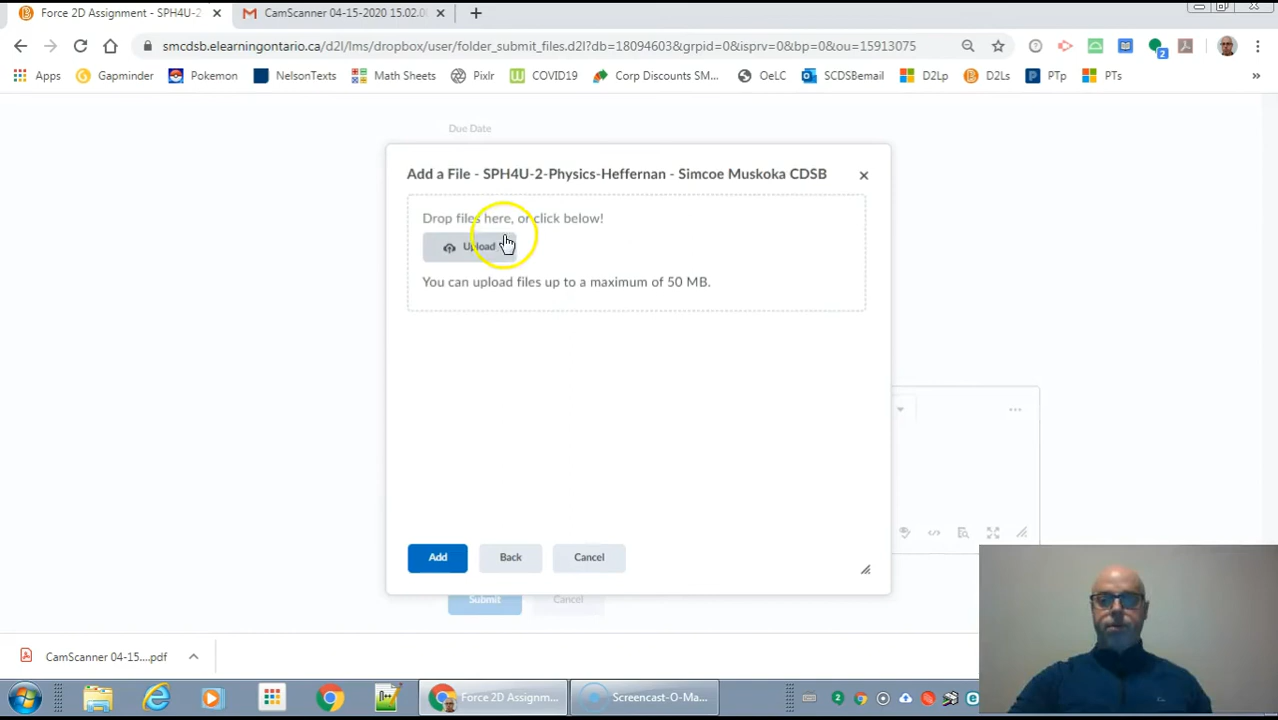 Force 2D Assignment - SPH4U-2
CamScanner 04-15-2020 15.02.0
smcdsb.elearningontario.ca/d2l/lms/dropbox/user/folder_submit_files.d2l?db=18094603&grpid=0&isprv=0&bp=0&ou=15913075
2
Apps
Gapminder
Pokemon
NelsonTexts
Math Sheets
Pixlr
COVID19
Corp Discounts SM...
OeLC
SCDSBemail
D2Lp
D2Ls
PTp
PTs
»
Due Date
Add a File - SPH4U-2-Physics-Heffernan - Simcoe Muskoka CDSB
Drop files here, or click below!
Upload
You can upload files up to a maximum of 50 MB.
Add
Back
Cancel
Submit
Cancel
CamScanner 04-15....pdf
Force 2D Assignm...
Screencast-O-Ma...
2